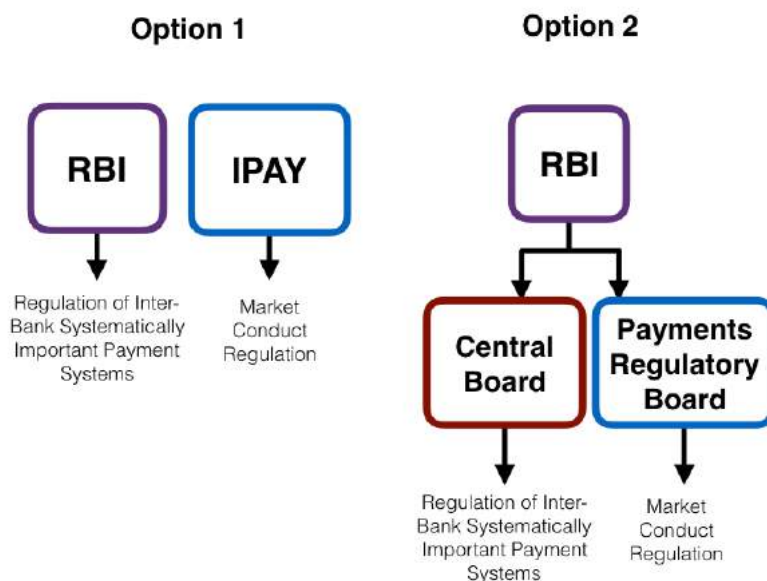 Option 1
RBI
IPAY
Regulation of Inter-
Bank Systematically
Important Payment
Systems
Market
Conduct
Regulation
Option 2
RBI
Central
Board
Payments
Regulatory
Board
Regulation of Inter-
Bank Systematically
Important Payment
Systems
Market
Conduct
Regulation